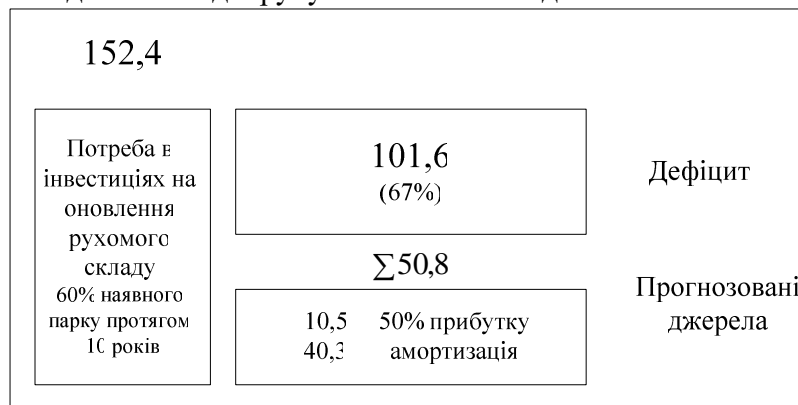 152,4
Потреба в
інвестиціях на
оновлення
рухомого
складу
60% наявного
парку протягом
10 років
101,6
(67%)
Дефіцит
∑50,8
10,5 50% прибутку
40,3 амортизація
Прогнозовані
джерела